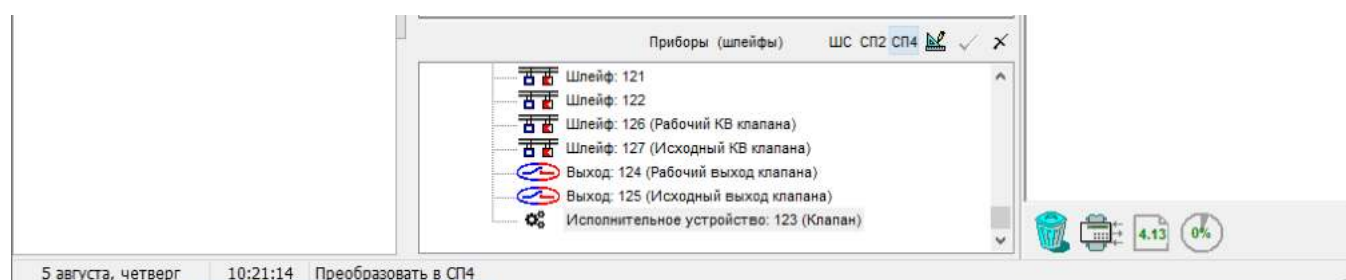 Приборы (шлейфы) ШС СП2 СП4
Шлейф: 121
Шлейф: 122
Шлейф: 126 (Рабочий КВ клапана)
Шлейф: 127 (Исходный КВ клапана)
Выход: 124 (Рабочий выход клапана)
Выход: 125 (Исходный выход клапана)
Исполнительное устройство: 123 (Клапан)
4.13 0%
5 августа, четверг 10:21:14 Преобразовать в СП4